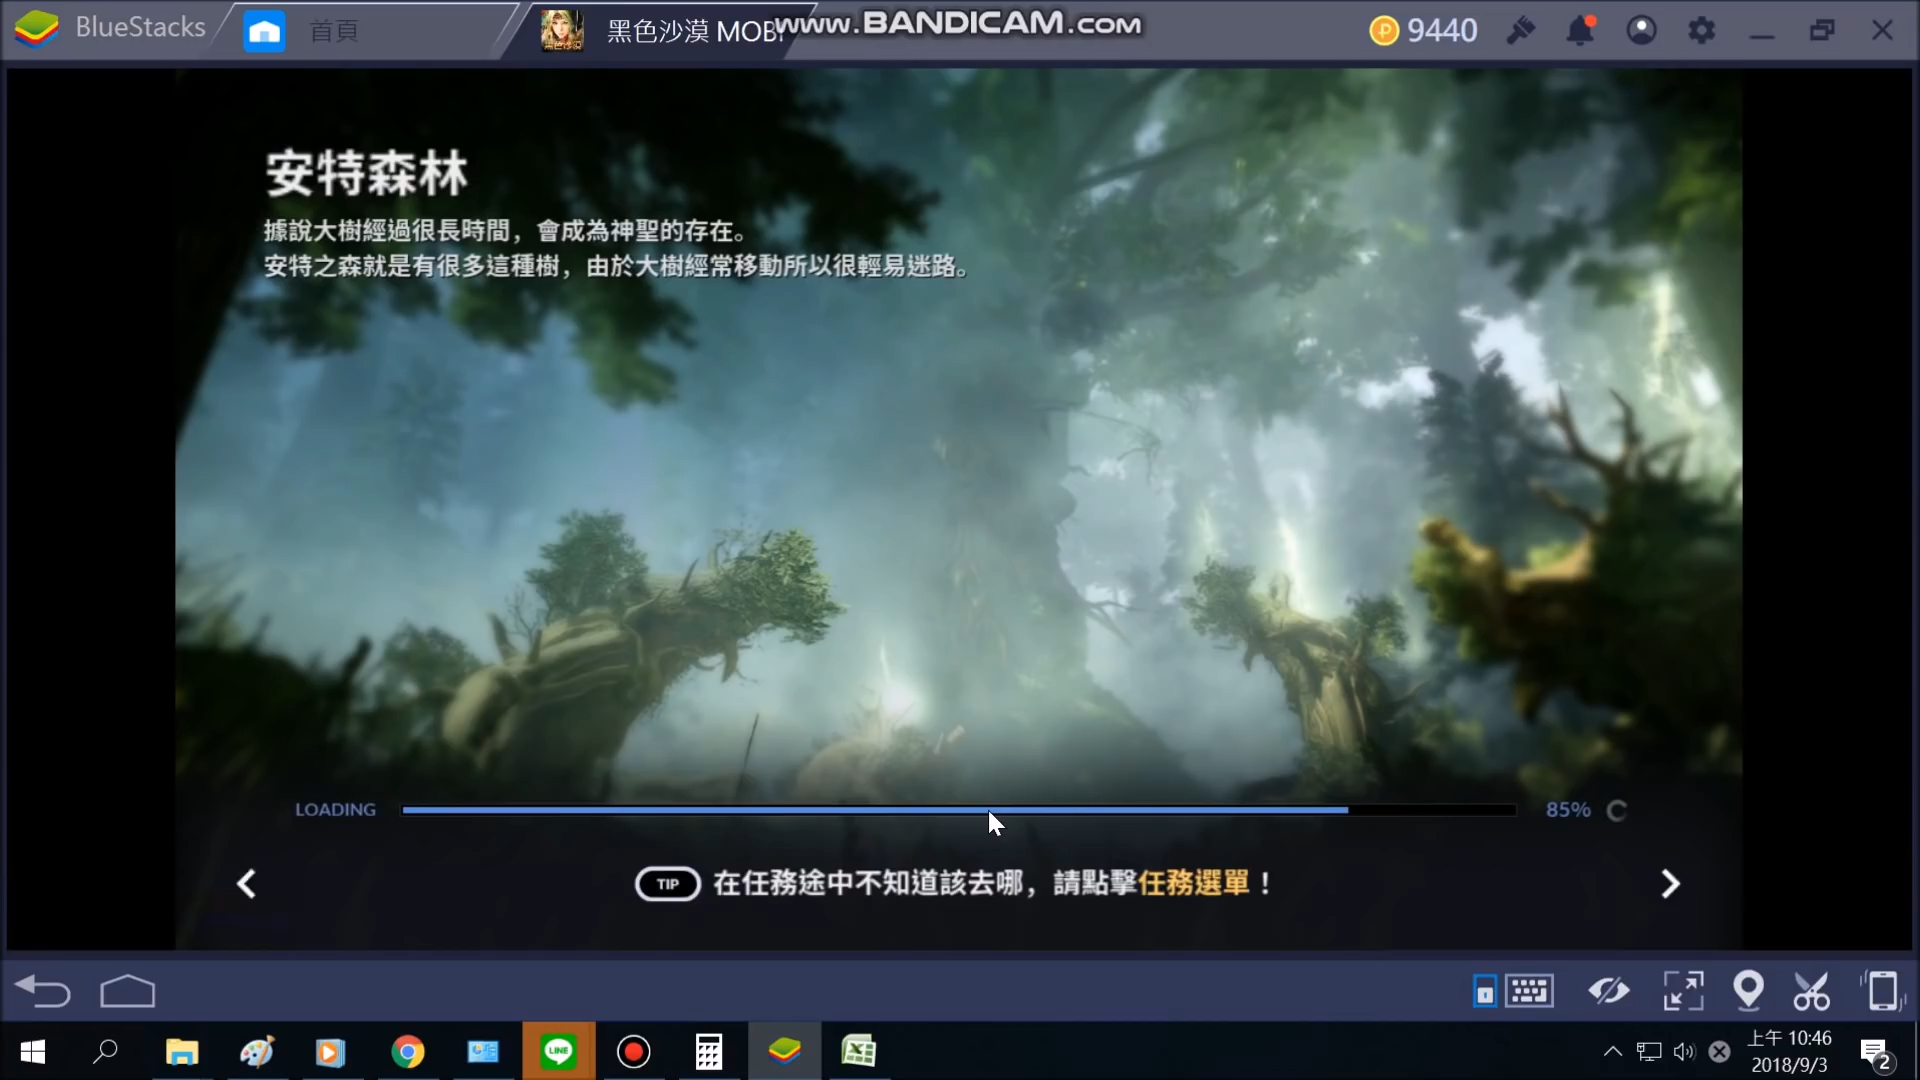 BlueStacks
首頁
黑色沙漠 MOBI
www.BANDICAM.com
9440
安特森林
據說大樹經過很長時間，會成為神聖的存在。
安特之森就是有很多這種樹，由於大樹經常移動所以很輕易迷路。
LOADING
85%
TIP 在任務途中不知道該去哪，請點擊任務選單！
LINE
上午 10:46
2018/9/3
2